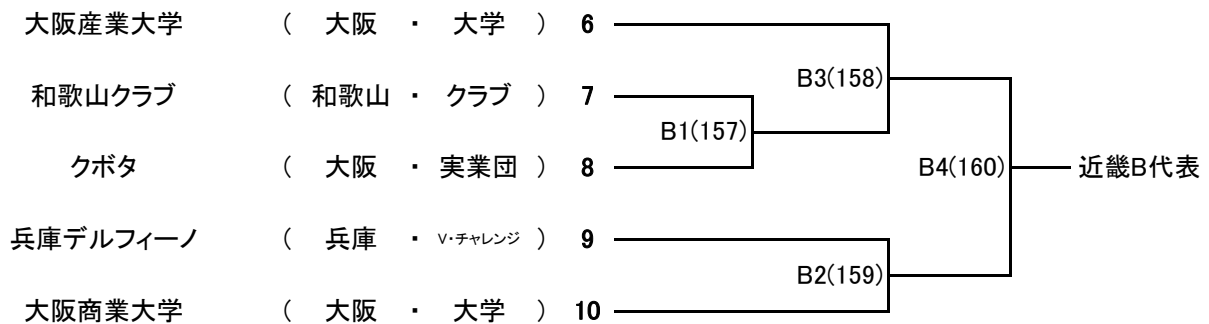 大阪産業大学 ( 大阪 ・ 大学 ) 6
B3(158)
和歌山クラブ ( 和歌山 ・ クラブ ) 7
B1(157)
クボタ ( 大阪 ・ 実業団 ) 8
B4(160) 近畿B代表
兵庫デルフィーノ ( 兵庫 ・ V・チャレンジ ) 9
B2(159)
大阪商業大学 ( 大阪 ・ 大学 ) 10